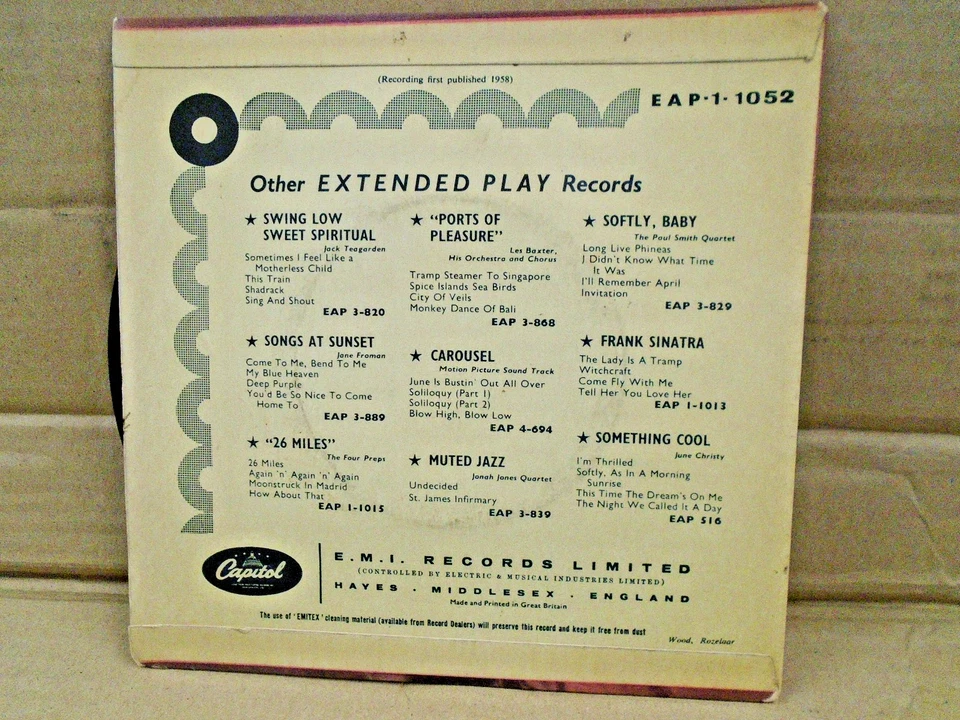 (Recording first published 1958)
EAP·1·1052
Other EXTENDED PLAY Records
★ SWING LOW
SWEET SPIRITUAL
Jack Teagarden
Sometimes I Feel Like a
Motherless Child
This Train
Shadrack
Sing And Shout
EAP 3-820
★ SONGS AT SUNSET
Jane Froman
Come To Me, Bend To Me
My Blue Heaven
Deep Purple
You'd Be So Nice To Come
Home To
EAP 3-889
★ "26 MILES"
The Four Preps
26 Miles
Again 'n' Again 'n' Again
Moonstruck In Madrid
How About That
EAP 1-1015
★ "PORTS OF
PLEASURE"
Les Baxter,
His Orchestra and Chorus
Tramp Steamer To Singapore
Spice Islands Sea Birds
City Of Veils
Monkey Dance Of Bali
EAP 3-868
★ CAROUSEL
Motion Picture Sound Track
June Is Bustin' Out All Over
Soliloquy (Part 1)
Soliloquy (Part 2)
Blow High, Blow Low
EAP 4-694
★ MUTED JAZZ
Jonah Jones Quartet
Undecided
St. James Infirmary
EAP 3-839
★ SOFTLY, BABY
The Paul Smith Quartet
Long Live Phineas
I Didn't Know What Time
It Was
I'll Remember April
Invitation
EAP 3-829
★ FRANK SINATRA
The Lady Is A Tramp
Witchcraft
Come Fly With Me
Tell Her You Love Her
EAP 1-1013
★ SOMETHING COOL
June Christy
I'm Thrilled
Softly, As In A Morning
Sunrise
This Time The Dream's On Me
The Night We Called It A Day
EAP 516
Capitol
E.M.I. RECORDS LIMITED
(CONTROLLED BY ELECTRIC & MUSICAL INDUSTRIES LIMITED)
HAYES · MIDDLESEX · ENGLAND
Made and Printed in Great Britain
The use of 'EMITEX' cleaning material (available from Record Dealers) will preserve this record and keep it free from dust
Wood, Rozelaar